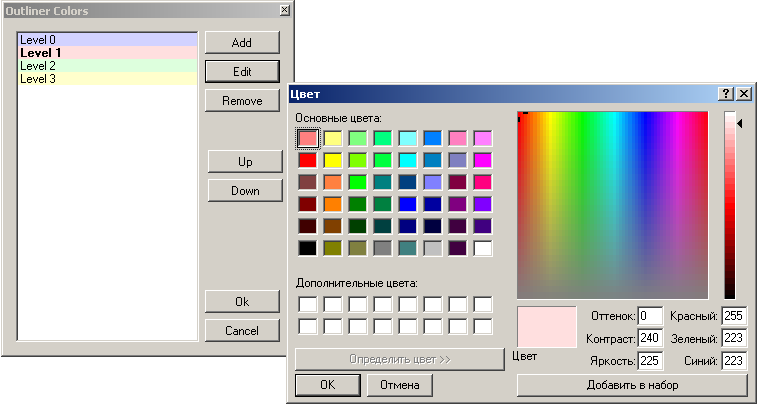 Outliner Colors
Level 0
Level 1
Level 2
Level 3
Add
Edit
Remove
Up
Down
Ok
Cancel
Цвет
Основные цвета:
Дополнительные цвета:
Определить цвет >>
OK
Отмена
Цвет
Оттенок: 0
Красный: 255
Контраст: 240
Зеленый: 223
Яркость: 225
Синий: 223
Добавить в набор